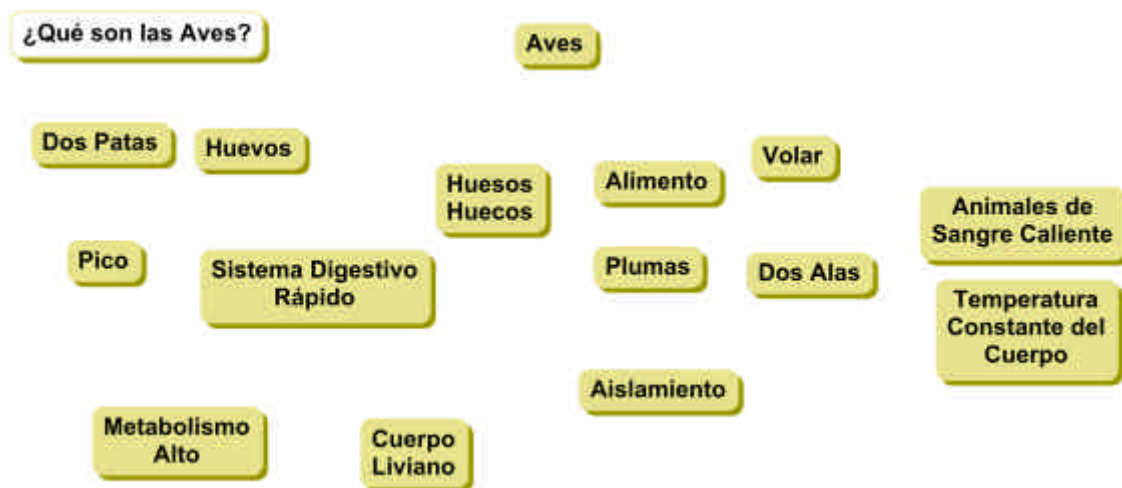 ¿Qué son las Aves?
Aves
Dos Patas
Huevos
Volar
Huesos
Huecos
Alimento
Animales de
Sangre Caliente
Pico
Sistema Digestivo
Rápido
Plumas
Dos Alas
Temperatura
Constante del
Cuerpo
Aislamiento
Metabolismo
Alto
Cuerpo
Liviano